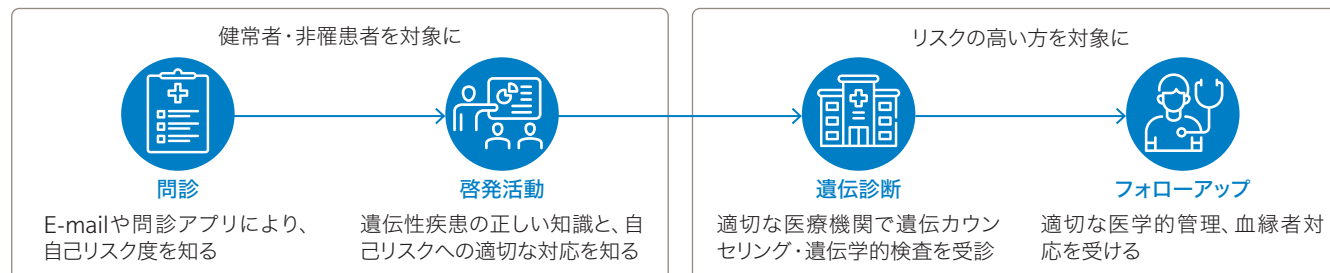 健常者・非罹患者を対象に
リスクの高い方を対象に
問診
E-mailや問診アプリにより、
自己リスク度を知る
啓発活動
遺伝性疾患の正しい知識と、自
己リスクへの適切な対応を知る
遺伝診断
適切な医療機関で遺伝カウン
セリング・遺伝学的検査を受診
フォローアップ
適切な医学的管理、血縁者対
応を受ける